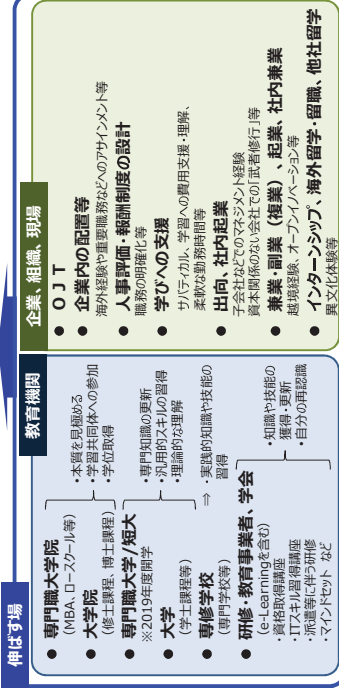 伸ばす場
教育機関
● 専門職大学院
(MBA、ロースクール等)
● 大学院
(修士課程、博士課程)
・本質を見極める
・学習共同体への参加
・学位取得
● 専門職大学/短大
※2019年度開学
● 大学
(学士課程等)
・専門知識の更新
・汎用的スキルの習得
・理論的な理解
● 専修学校
(専門学校等)
⇒ ・実践的知識や技能の
習得
● 研修・教育事業者、学会
(e-Learningを含む)
・資格取得講座
・ITスキル習得講座
・派遣等に伴う研修
・マインドセット など
・知識や技能の
獲得・更新
・自分の再認識
企業、組織、現場
● OJT
● 企業内の配置等
海外経験や重要職務などへのアサインメント等
● 人事評価・報酬制度の設計
職務の明確化等
● 学びへの支援
サバティカル、学習への費用支援・理解、
柔軟な勤務時間等
● 出向、社内起業
子会社などでのマネジメント経験
資本関係のない会社での「武者修行」等
● 兼業・副業(複業)、起業、社内兼業
越境経験、オープンイノベーション等
● インターンシップ、海外留学・留職、他社留学
異文化体験等